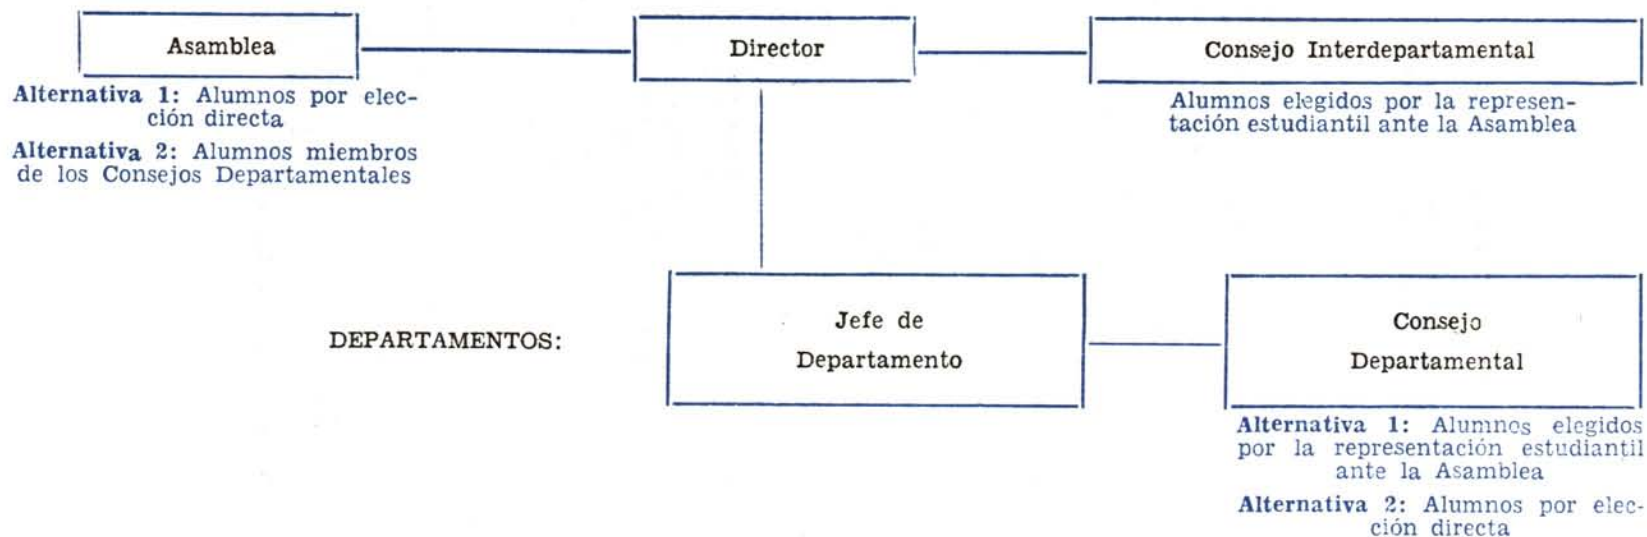 Asamblea
Director
Consejo Interdepartamental
Alternativa 1: Alumnos por elec-
ción directa
Alternativa 2: Alumnos miembros
de los Consejos Departamentales
Alumnos elegidos por la represen-
tación estudiantil ante la Asamblea
DEPARTAMENTOS:
Jefe de
Departamento
Consejo
Departamental
Alternativa 1: Alumnos elegidos
por la representación estudiantil
ante la Asamblea
Alternativa 2: Alumnos por elec-
ción directa